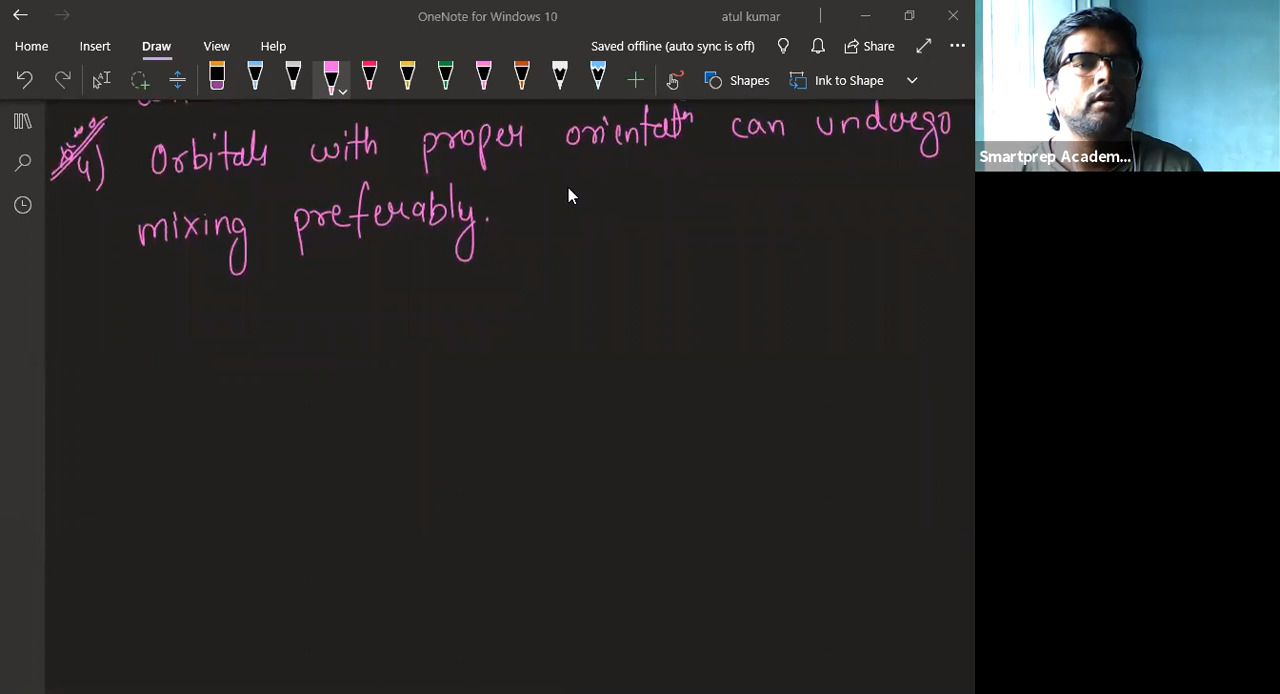 OneNote for Windows 10
atul kumar
Home Insert Draw View Help
Saved offline (auto sync is off)
Share
Shapes
Ink to Shape
4) Orbitals with proper orientatn can undergo
mixing preferably.
Smartprep Academ...